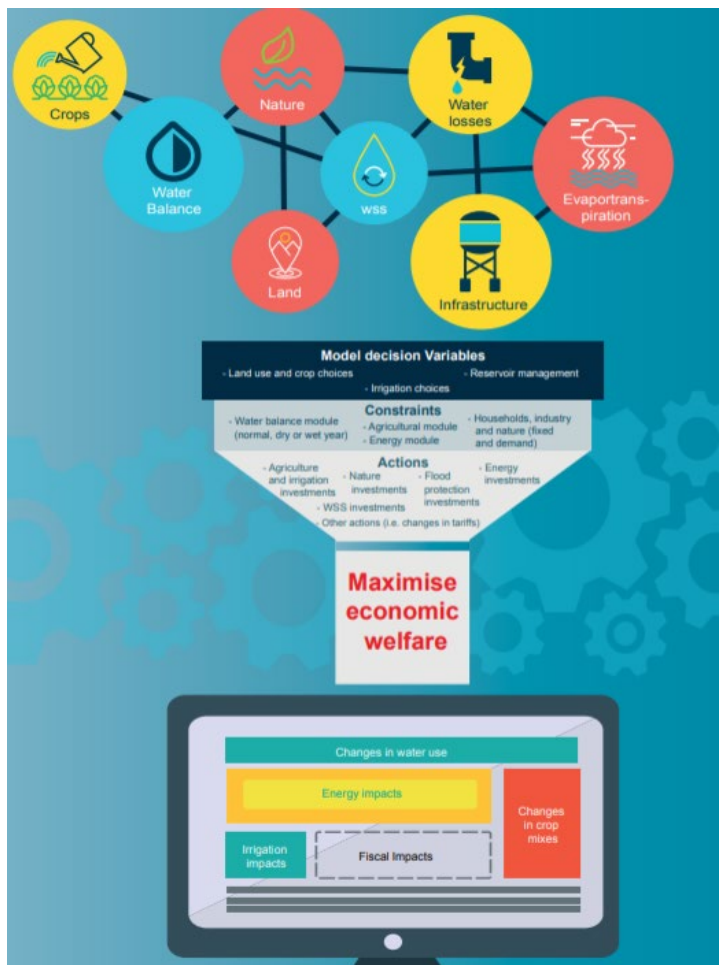 Crops
Nature
Water
losses
Water
Balance
wss
Evaportrans-
piration
Land
Infrastructure
Model decision Variables
- Land use and crop choices
- Reservoir management
- Irrigation choices
Constraints
- Water balance module
(normal, dry or wet year)
- Agricultural module
- Energy module
- Households, industry
and nature (fixed
and demand)
Actions
- Agriculture
and irrigation
investments
- Nature
investments
- Flood
protection
investments
- Energy
investments
- WSS investments
- Other actions (i.e. changes in tariffs)
Maximise
economic
welfare
Changes in water use
Energy impacts
Changes
in crop
mixes
Irrigation
impacts
Fiscal Impacts